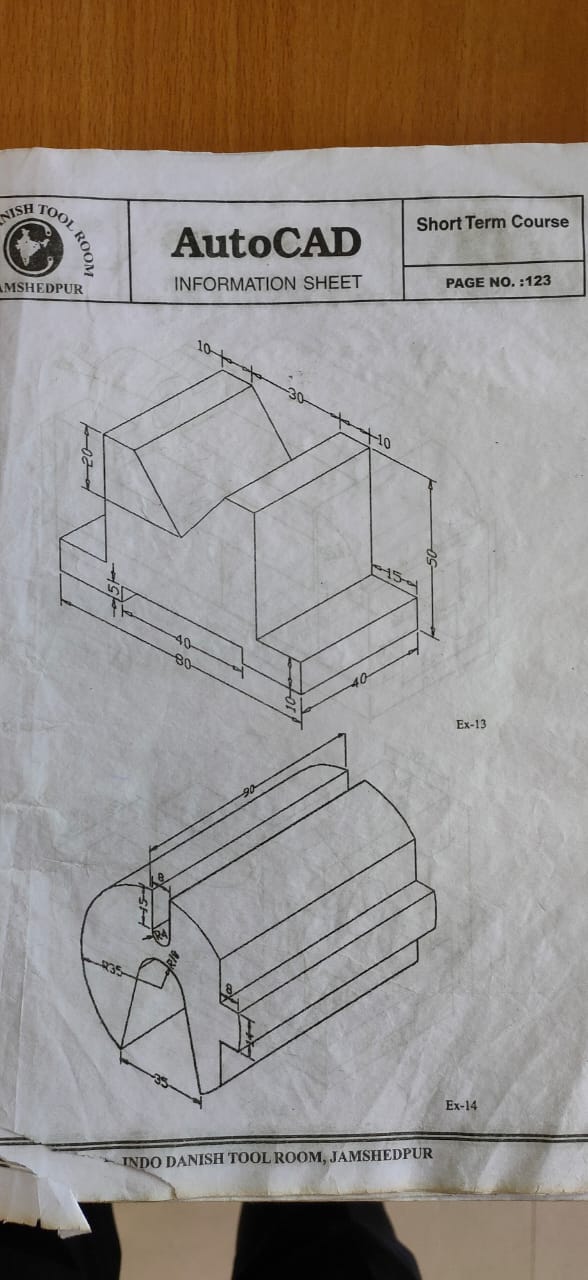 NISH TOOL ROOM
AMSHEDPUR
AutoCAD
INFORMATION SHEET
Short Term Course
PAGE NO. :123
10
30
10
20
50
15
5
40
80
10
40
Ex-13
90
8
15
R4
R35
8
14
35
Ex-14
INDO DANISH TOOL ROOM, JAMSHEDPUR